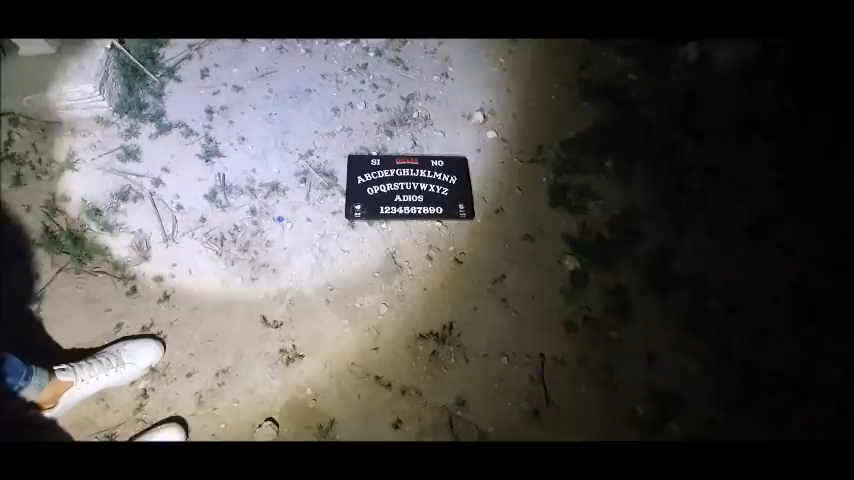 SI NO
ABCDEFGHIJKLMNÑ
OPQRSTUVWXYZ
ADIOS
1234567890